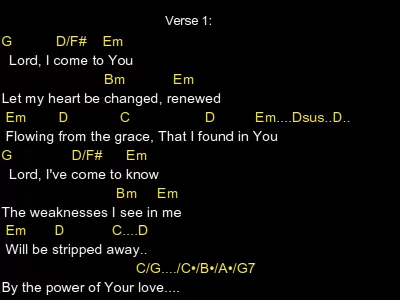 Verse 1:
G D/F# Em
Lord, I come to You
Bm Em
Let my heart be changed, renewed
Em D C D Em....Dsus..D..
Flowing from the grace, That I found in You
G D/F# Em
Lord, I've come to know
Bm Em
The weaknesses I see in me
Em D C....D
Will be stripped away..
C/G..../C•/B•/A•/G7
By the power of Your love....